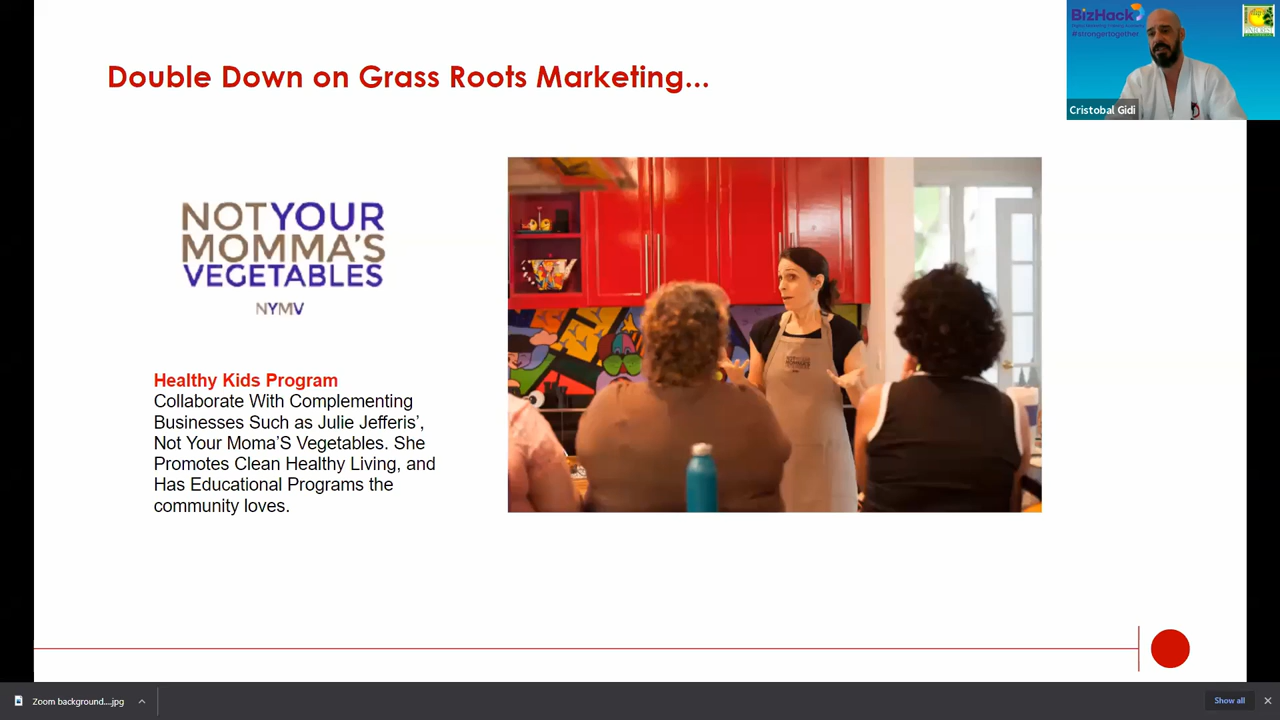 BizHack
#strongertogether
Cristobal Gidi
Double Down on Grass Roots Marketing...
NOTYOUR
MOMMA'S
VEGETABLES
NYMV
Healthy Kids Program
Collaborate With Complementing
Businesses Such as Julie Jefferis’,
Not Your Moma’S Vegetables. She
Promotes Clean Healthy Living, and
Has Educational Programs the
community loves.
Zoom background....jpg
Show all